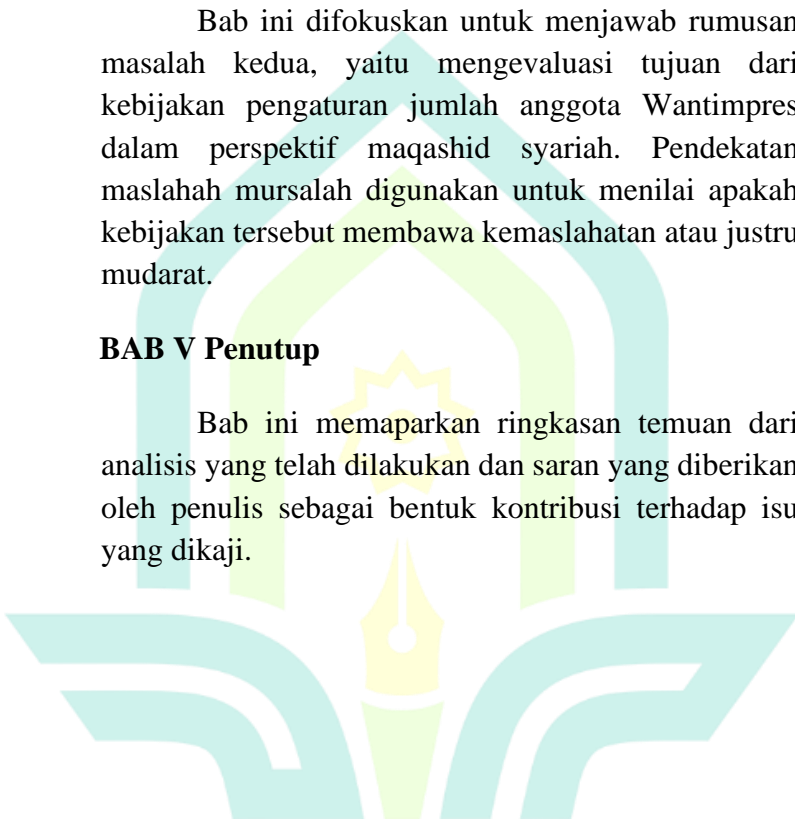 Bab ini difokuskan untuk menjawab rumusan
masalah kedua, yaitu mengevaluasi tujuan dari
kebijakan pengaturan jumlah anggota Wantimpres
dalam perspektif maqashid syariah. Pendekatan
maslahah mursalah digunakan untuk menilai apakah
kebijakan tersebut membawa kemaslahatan atau justru
mudarat.
BAB V Penutup
Bab ini memaparkan ringkasan temuan dari
analisis yang telah dilakukan dan saran yang diberikan
oleh penulis sebagai bentuk kontribusi terhadap isu
yang dikaji.